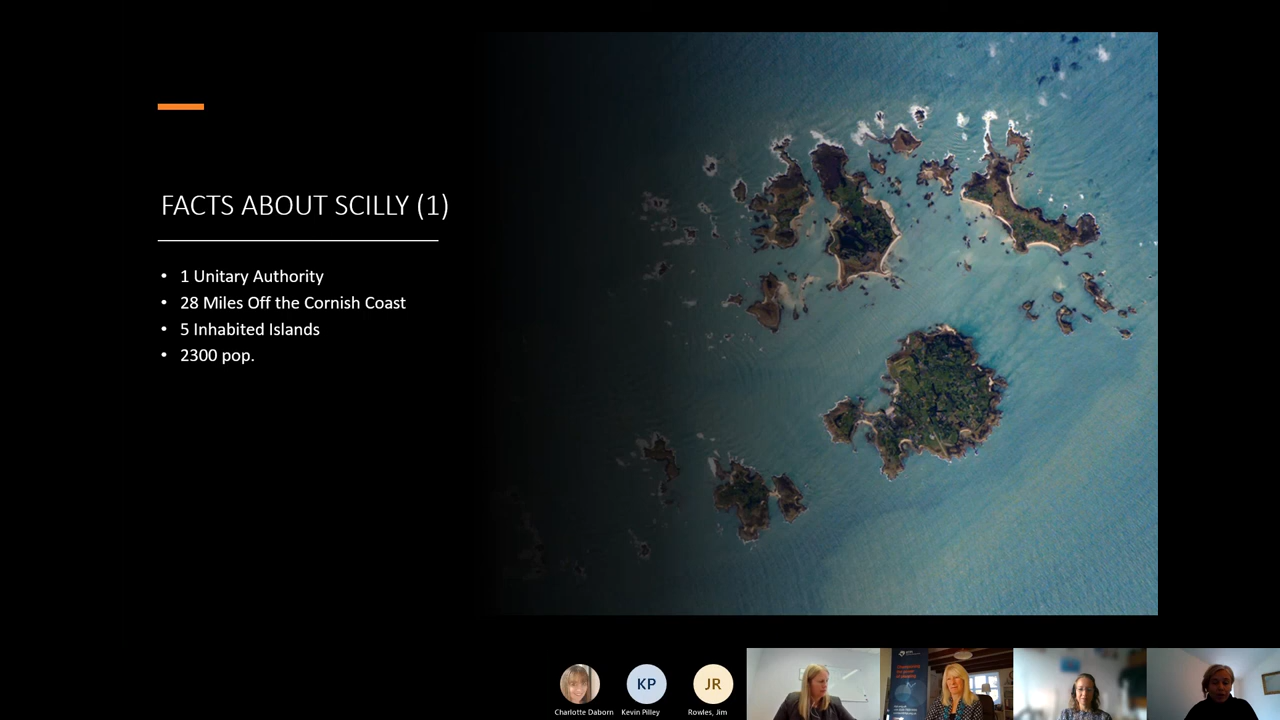 FACTS ABOUT SCILLY (1)
• 1 Unitary Authority
• 28 Miles Off the Cornish Coast
• 5 Inhabited Islands
• 2300 pop.
KP
JR
Charlotte Daborn
Kevin Pilley
Rowles, Jim